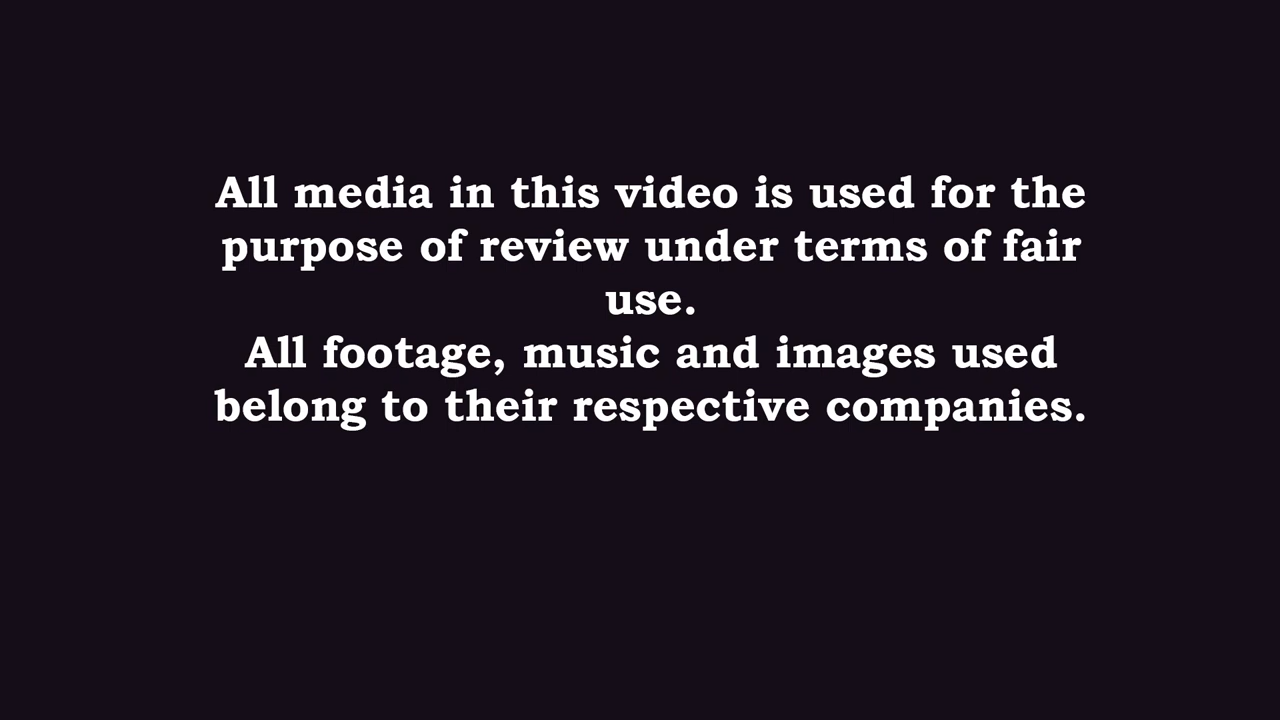 All media in this video is used for the
purpose of review under terms of fair
use.
All footage, music and images used
belong to their respective companies.